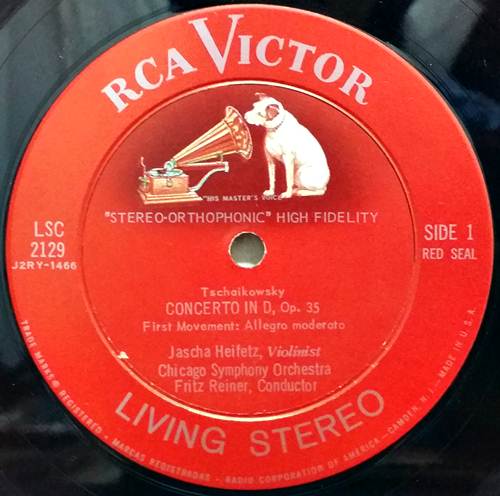 RCA VICTOR
"HIS MASTER'S VOICE"
"STEREO-ORTHOPHONIC" HIGH FIDELITY
LSC
2129
J2RY-1466
SIDE 1
RED SEAL
Tschaikowsky
CONCERTO IN D, Op. 35
First Movement: Allegro moderato
Jascha Heifetz, Violinist
Chicago Symphony Orchestra
Fritz Reiner, Conductor
LIVING STEREO
TRADE MARKS ® REGISTERED - MARCAS REGISTRADAS - RADIO CORPORATION OF AMERICA - CAMDEN, N.J. - MADE IN U.S.A.